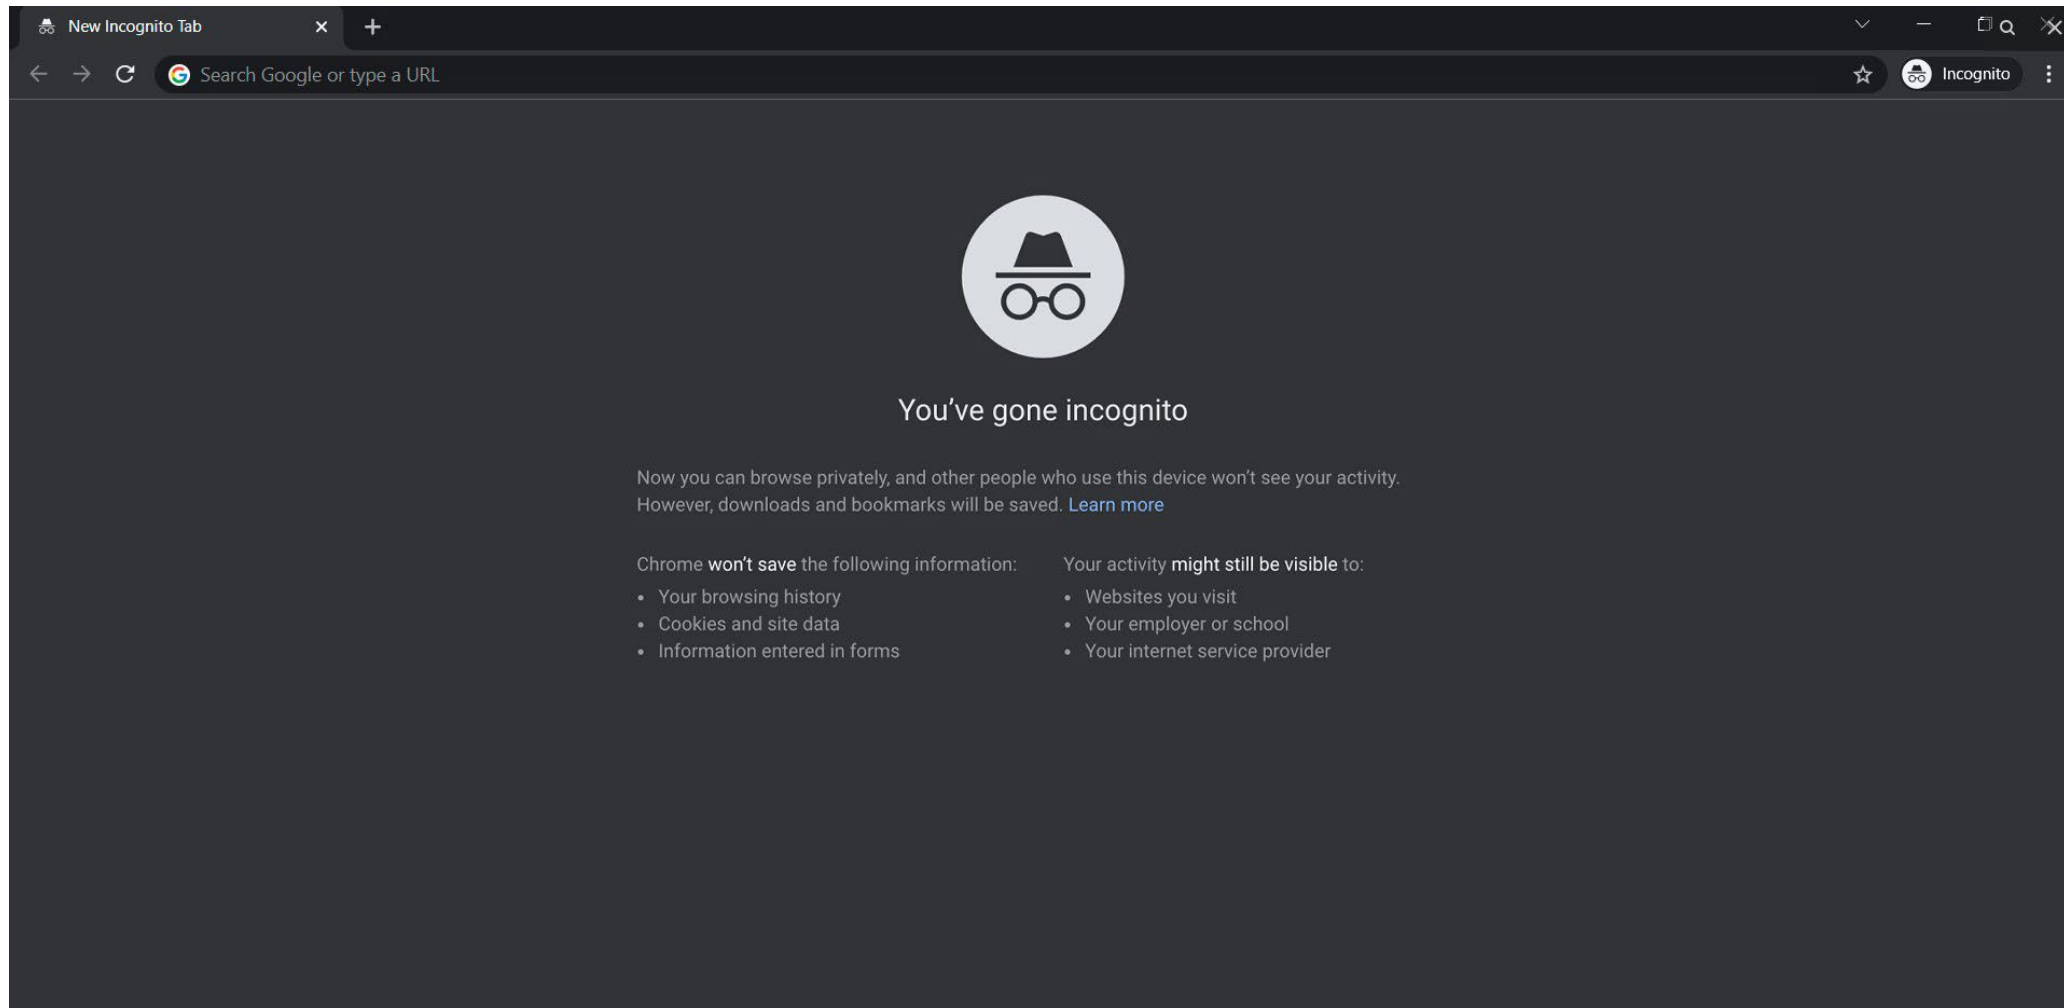 New Incognito Tab
Search Google or type a URL
Incognito
You’ve gone incognito
Now you can browse privately, and other people who use this device won’t see your activity.
However, downloads and bookmarks will be saved. Learn more
Chrome won’t save the following information:
• Your browsing history
• Cookies and site data
• Information entered in forms
Your activity might still be visible to:
• Websites you visit
• Your employer or school
• Your internet service provider